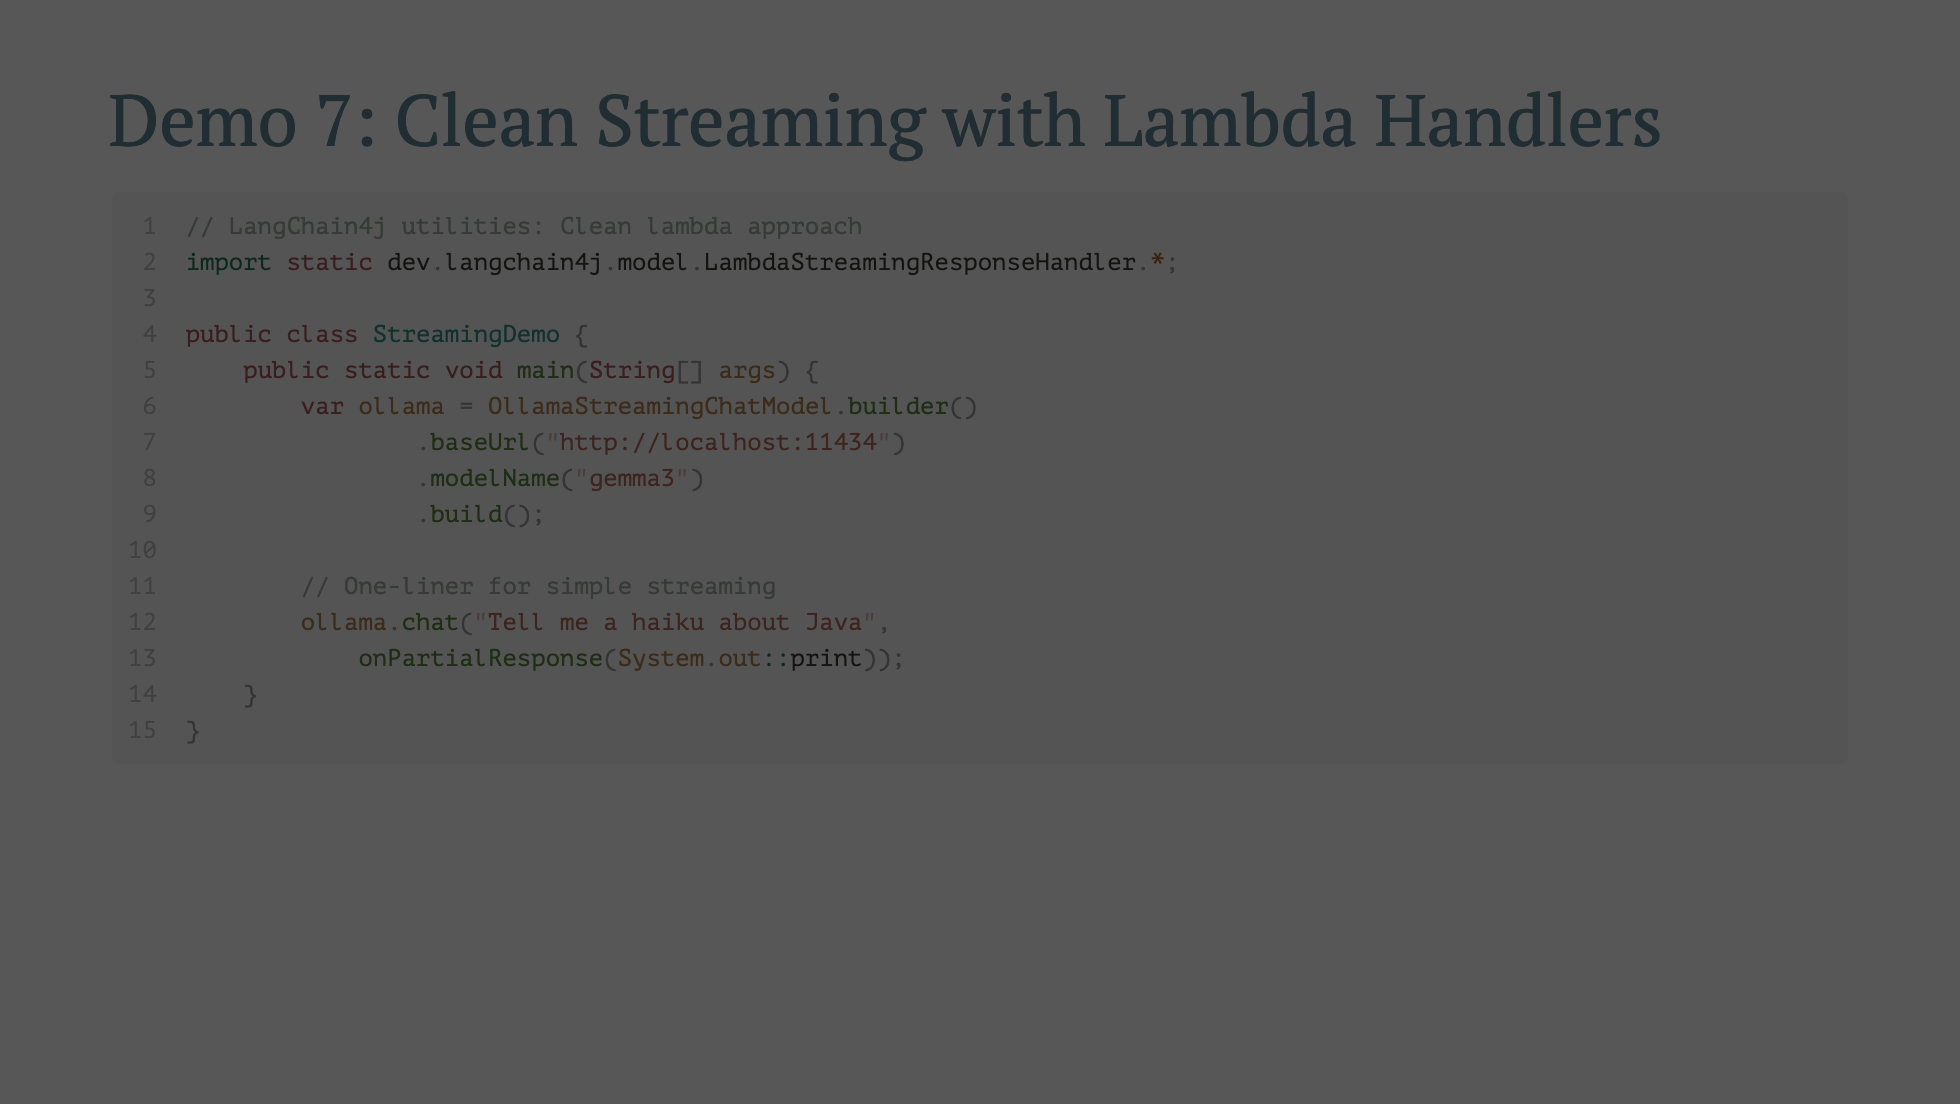 Demo 7: Clean Streaming with Lambda Handlers
1 // LangChain4j utilities: Clean lambda approach
2 import static dev.langchain4j.model.LambdaStreamingResponseHandler.*;
3
4 public class StreamingDemo {
5     public static void main(String[] args) {
6         var ollama = OllamaStreamingChatModel.builder()
7                 .baseUrl("http://localhost:11434")
8                 .modelName("gemma3")
9                 .build();
10
11         // One-liner for simple streaming
12         ollama.chat("Tell me a haiku about Java",
13             onPartialResponse(System.out::print));
14     }
15 }